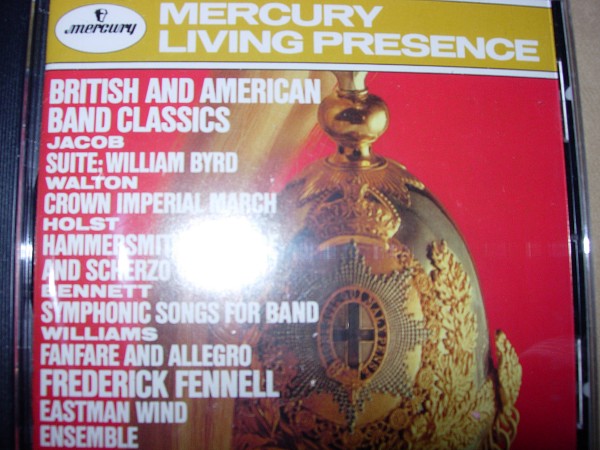 mercury
MERCURY
LIVING PRESENCE
BRITISH AND AMERICAN
BAND CLASSICS
JACOB
SUITE: WILLIAM BYRD
WALTON
CROWN IMPERIAL MARCH
HOLST
HAMMERSMITH
AND SCHERZO
BENNETT
SYMPHONIC SONGS FOR BAND
WILLIAMS
FANFARE AND ALLEGRO
FREDERICK FENNELL
EASTMAN WIND
ENSEMBLE